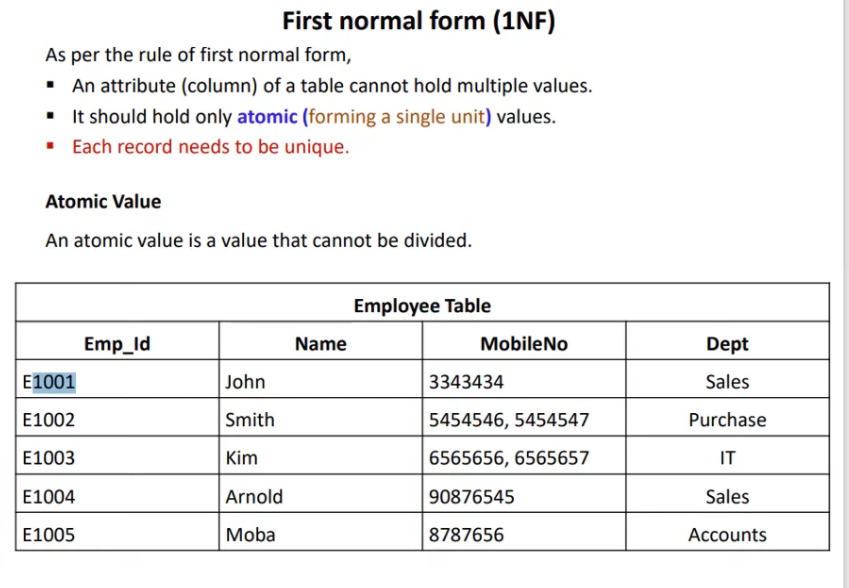 First normal form (1NF)
As per the rule of first normal form,
▪ An attribute (column) of a table cannot hold multiple values.
▪ It should hold only atomic (forming a single unit) values.
▪ Each record needs to be unique.
Atomic Value
An atomic value is a value that cannot be divided.
Employee Table
Emp_Id Name MobileNo Dept
E1001 John 3343434 Sales
E1002 Smith 5454546, 5454547 Purchase
E1003 Kim 6565656, 6565657 IT
E1004 Arnold 90876545 Sales
E1005 Moba 8787656 Accounts